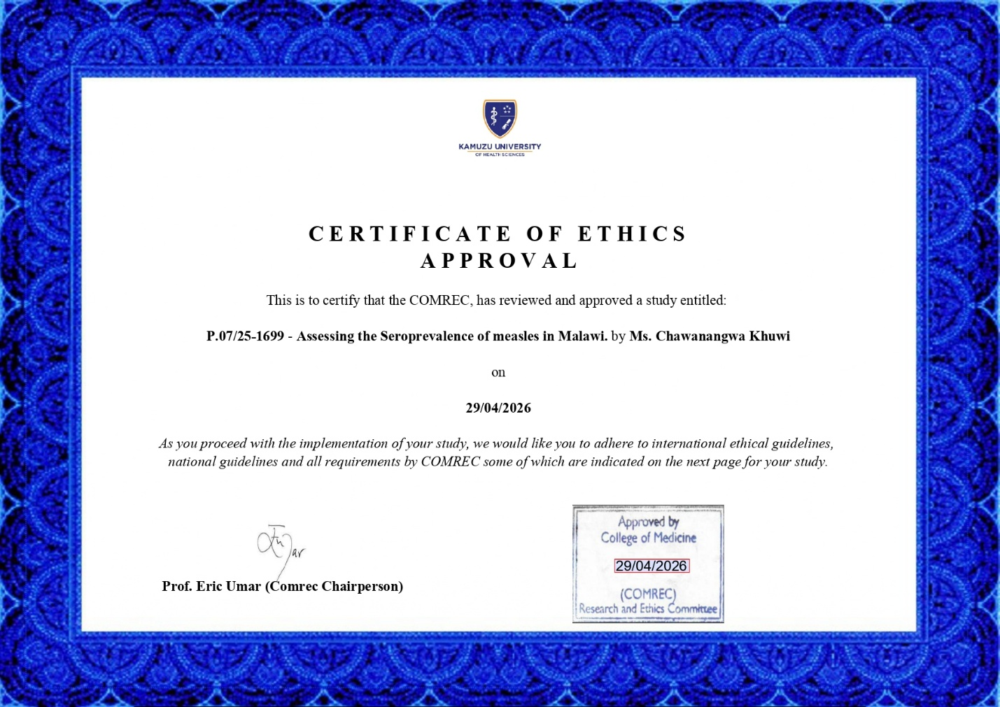 KAMUZU UNIVERSITY
OF HEALTH SCIENCES
CERTIFICATE OF ETHICS
APPROVAL
This is to certify that the COMREC, has reviewed and approved a study entitled:
P.07/25-1699 - Assessing the Seroprevalence of measles in Malawi. by Ms. Chawanangwa Khuwi
on
29/04/2026
As you proceed with the implementation of your study, we would like you to adhere to international ethical guidelines,
national guidelines and all requirements by COMREC some of which are indicated on the next page for your study.
Prof. Eric Umar (Comrec Chairperson)
Approved by
College of Medicine
29/04/2026
(COMREC)
Research and Ethics Committee